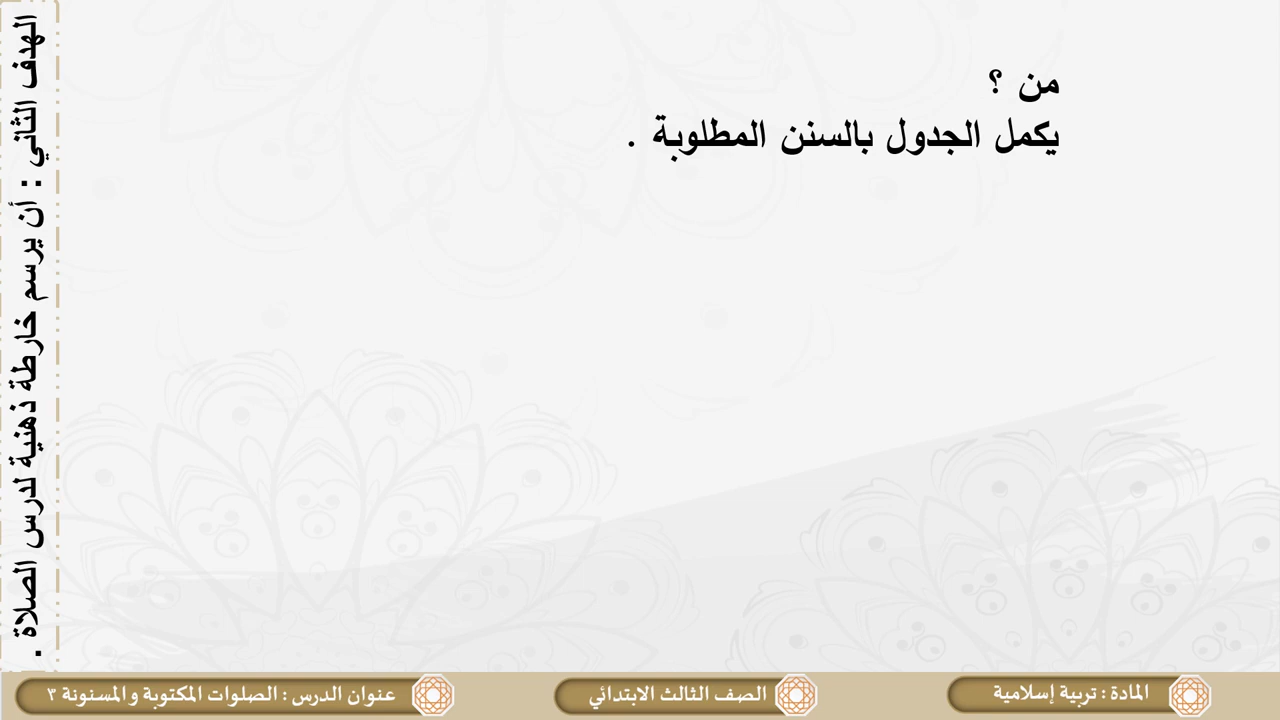 من ؟
يكمل الجدول بالسنن المطلوبة .
الهدف الثاني : أن يرسم خارطة ذهنية لدرس الصلاة .
المادة : تربية إسلامية
الصف الثالث الابتدائي
عنوان الدرس : الصلوات المكتوبة و المسنونة ٣